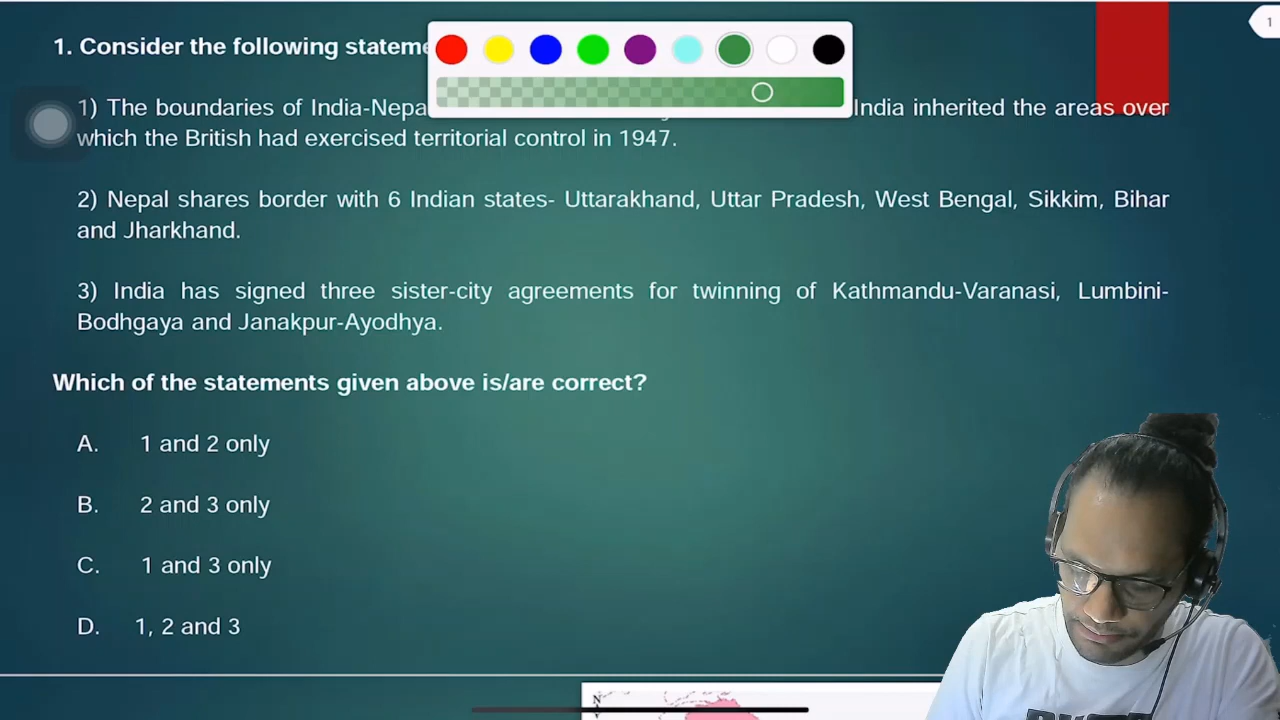 1. Consider the following stateme
1
1) The boundaries of India-Nepa India inherited the areas over
which the British had exercised territorial control in 1947.
2) Nepal shares border with 6 Indian states- Uttarakhand, Uttar Pradesh, West Bengal, Sikkim, Bihar
and Jharkhand.
3) India has signed three sister-city agreements for twinning of Kathmandu-Varanasi, Lumbini-
Bodhgaya and Janakpur-Ayodhya.
Which of the statements given above is/are correct?
A. 1 and 2 only
B. 2 and 3 only
C. 1 and 3 only
D. 1, 2 and 3
N